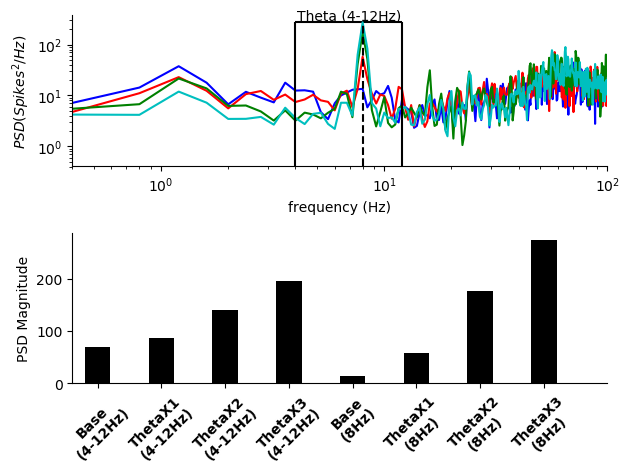 Theta (4-12Hz)
PSD(Spikes²/Hz)
10²
10¹
10⁰
10⁰
10¹
10²
frequency (Hz)
PSD Magnitude
200
100
0
Base
(4-12Hz)
ThetaX1
(4-12Hz)
ThetaX2
(4-12Hz)
ThetaX3
(4-12Hz)
Base
(8Hz)
ThetaX1
(8Hz)
ThetaX2
(8Hz)
ThetaX3
(8Hz)